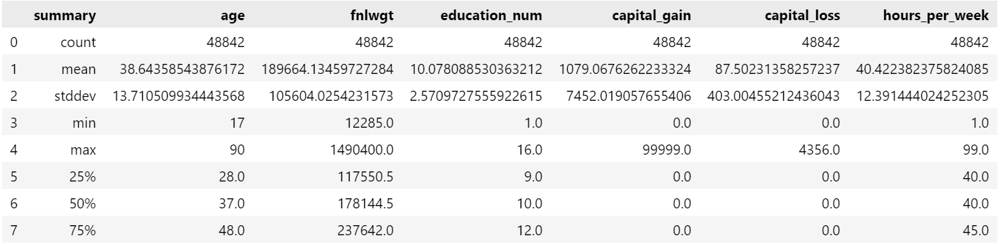 summary age fnlwgt education_num capital_gain capital_loss hours_per_week
0 count 48842 48842 48842 48842 48842 48842
1 mean 38.64358543876172 189664.13459727284 10.078088530363212 1079.0676262233324 87.50231358257237 40.422382375824085
2 stddev 13.710509934443568 105604.0254231573 2.5709727555922615 7452.019057655406 403.00455212436043 12.391444024252305
3 min 17 12285.0 1.0 0.0 0.0 1.0
4 max 90 1490400.0 16.0 99999.0 4356.0 99.0
5 25% 28.0 117550.5 9.0 0.0 0.0 40.0
6 50% 37.0 178144.5 10.0 0.0 0.0 40.0
7 75% 48.0 237642.0 12.0 0.0 0.0 45.0